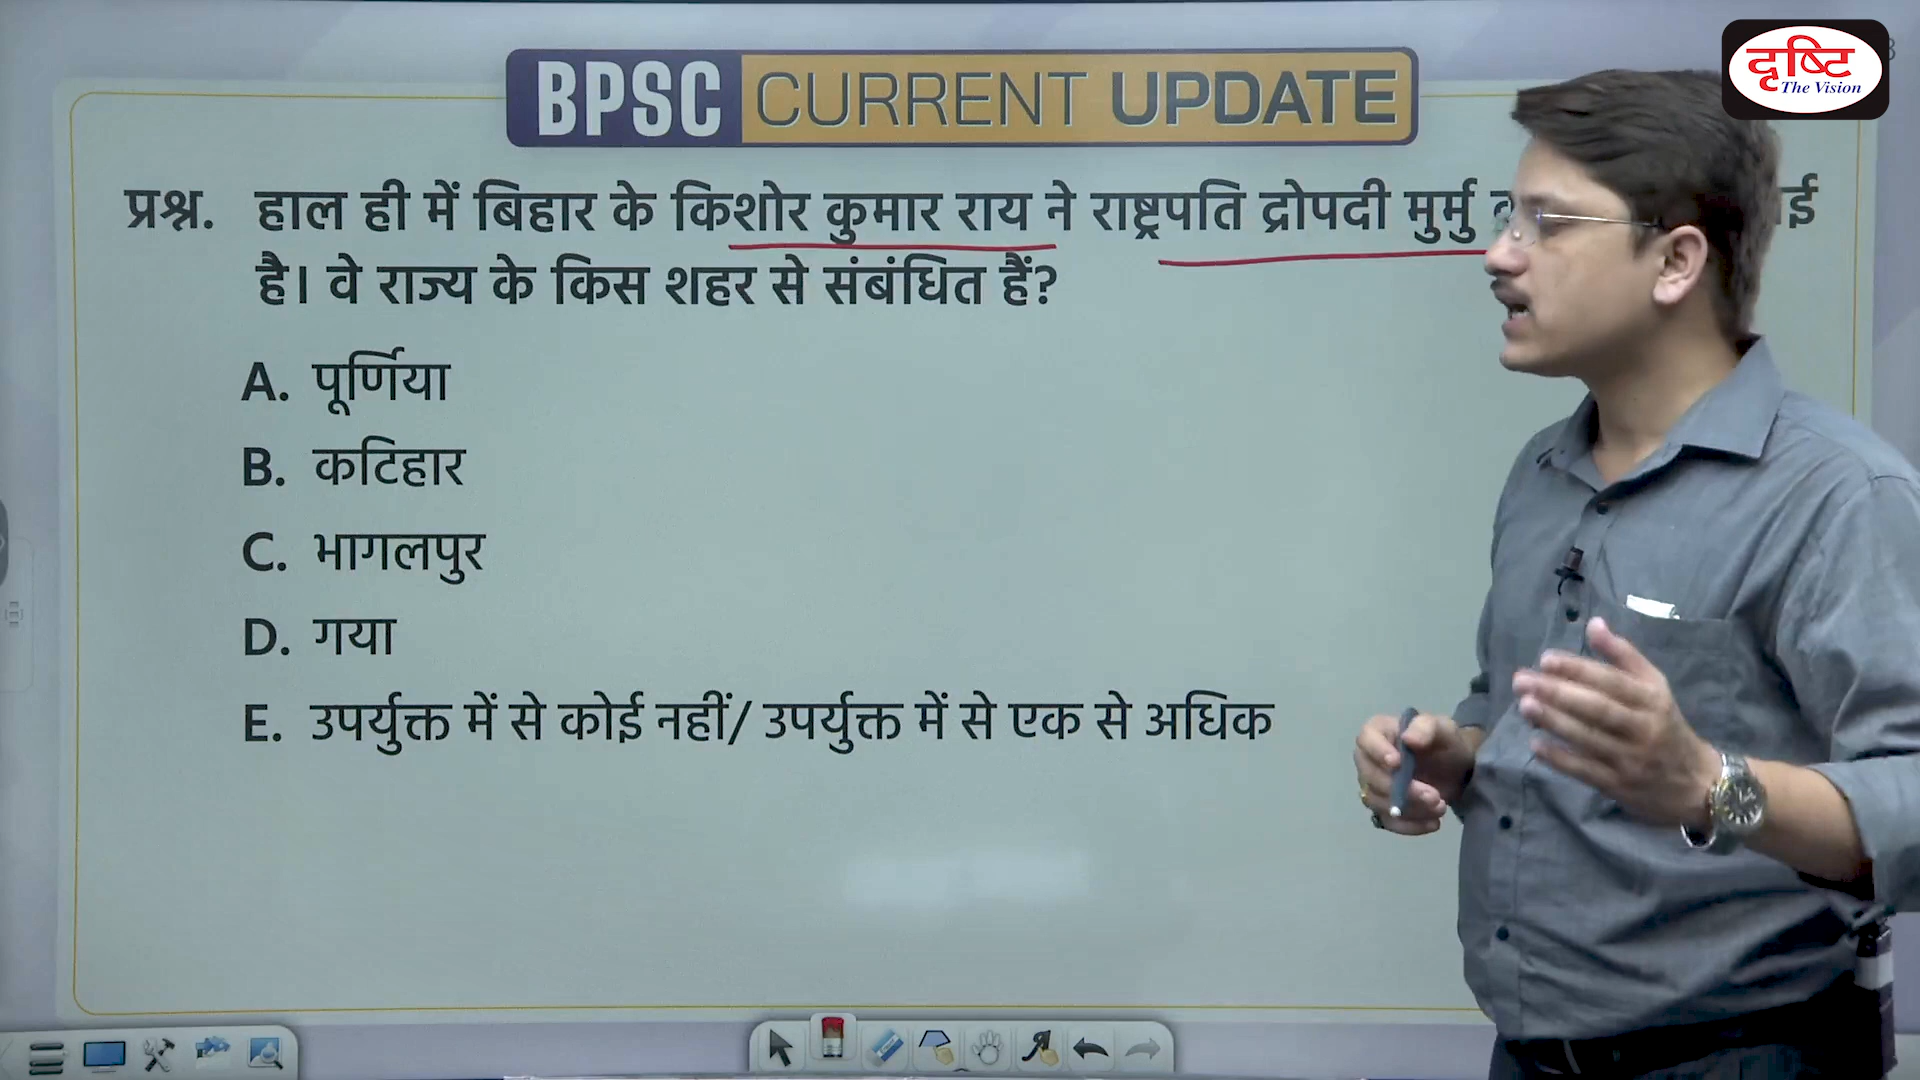 दृष्टि
The Vision
BPSC CURRENT UPDATE
प्रश्न. हाल ही में बिहार के किशोर कुमार राय ने राष्ट्रपति द्रोपदी मुर्मु
है। वे राज्य के किस शहर से संबंधित हैं?
A. पूर्णिया
B. कटिहार
C. भागलपुर
D. गया
E. उपर्युक्त में से कोई नहीं/ उपर्युक्त में से एक से अधिक